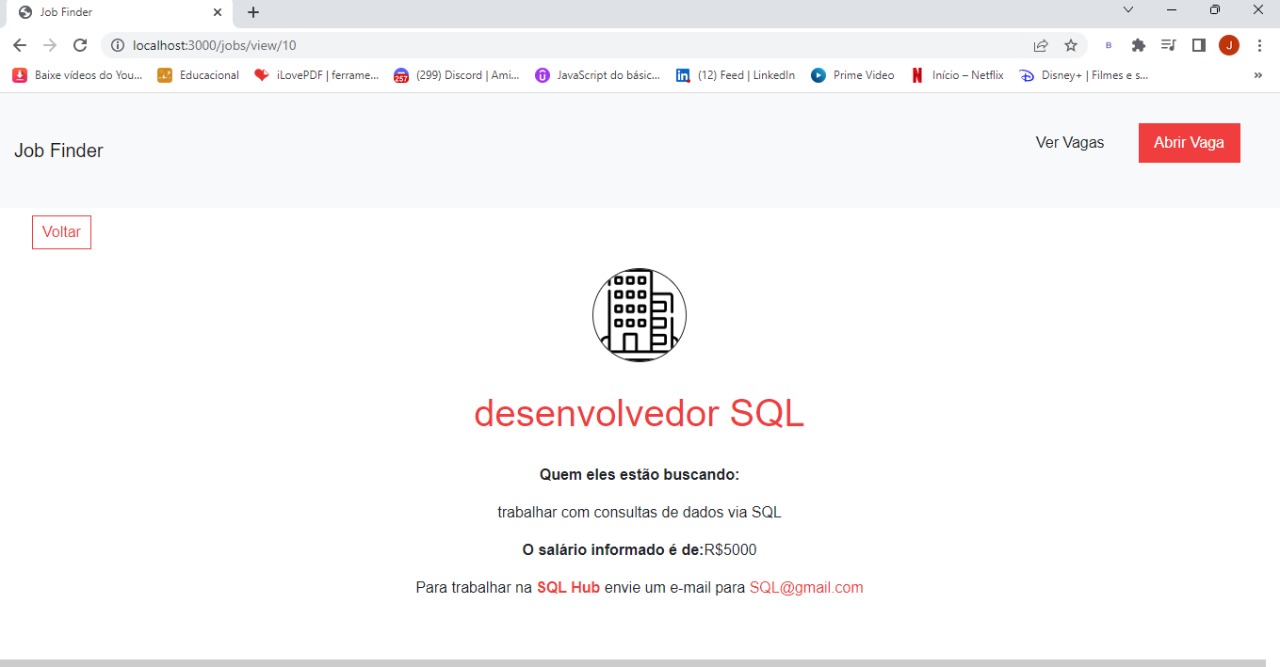 Job Finder
localhost:3000/jobs/view/10
Baixe vídeos do You... Educacional iLovePDF | ferrame... 257 (299) Discord | Ami... JavaScript do básic... (12) Feed | LinkedIn Prime Video Início – Netflix Disney+ | Filmes e s... »
Job Finder Ver Vagas Abrir Vaga
Voltar
desenvolvedor SQL
Quem eles estão buscando:
trabalhar com consultas de dados via SQL
O salário informado é de:R$5000
Para trabalhar na SQL Hub envie um e-mail para SQL@gmail.com